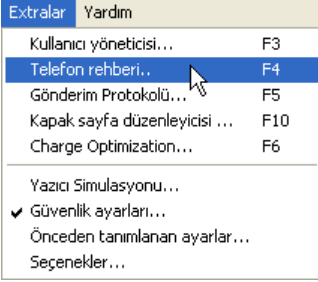 Extralar Yardım
Kullanıcı yöneticisi... F3
Telefon rehberi.. F4
Gönderim Protokolü... F5
Kapak sayfa düzenleyicisi ... F10
Charge Optimization... F6
Yazıcı Simulasyonu...
Güvenlik ayarları...
Önceden tanımlanan ayarlar...
Seçenekler...